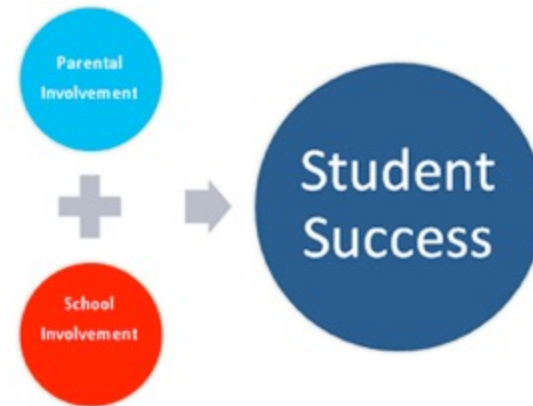 Parental
Involvement
School
Involvement
Student
Success